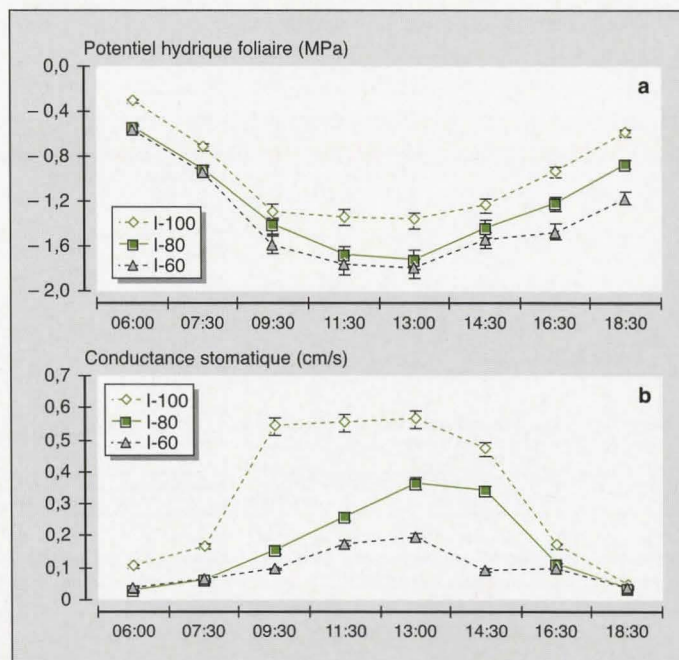 Potentiel hydrique foliaire (MPa)
a
0,0
– 0,4
– 0,8
– 1,2
– 1,6
– 2,0
I-100
I-80
I-60
06:00 07:30 09:30 11:30 13:00 14:30 16:30 18:30
Conductance stomatique (cm/s)
b
0,7
0,6
0,5
0,4
0,3
0,2
0,1
0
I-100
I-80
I-60
06:00 07:30 09:30 11:30 13:00 14:30 16:30 18:30